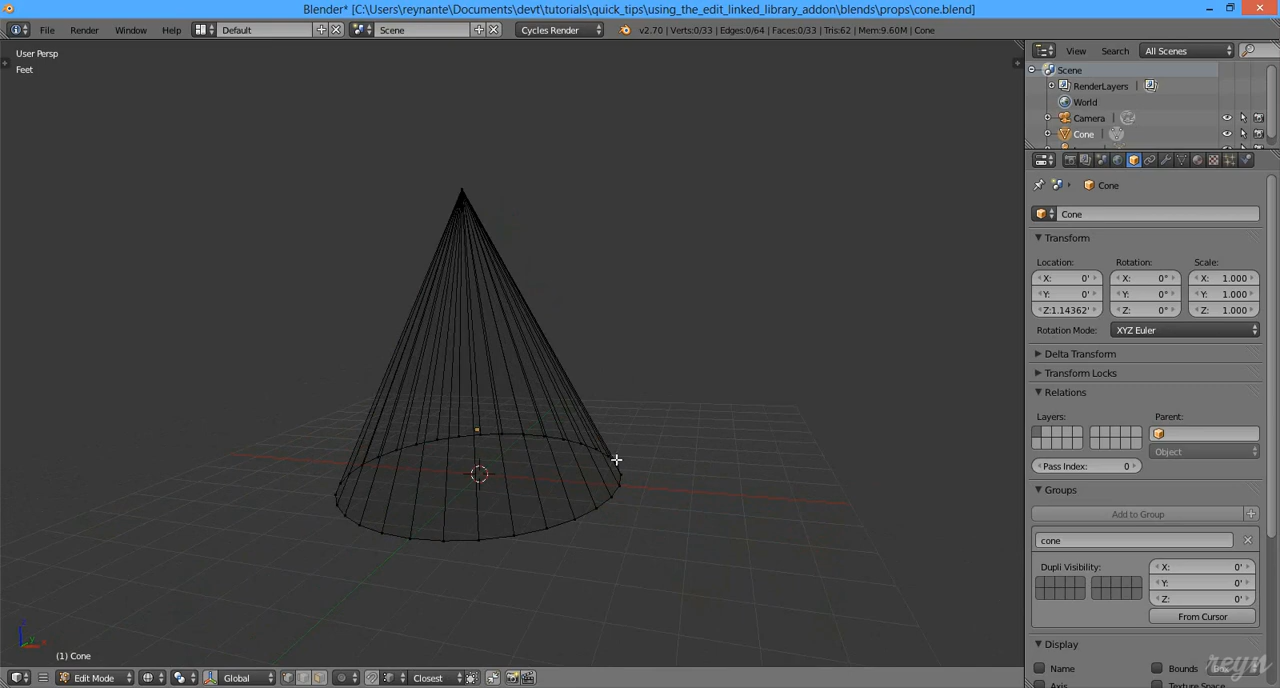 Blender* [C:\Users\reynante\Documents\devt\tutorials\quick_tips\using_the_edit_linked_library_addon\blends\props\cone.blend]
File Render Window Help Default Scene Cycles Render v2.70 | Verts:0/33 | Edges:0/64 | Faces:0/33 | Tris:62 | Mem:9.60M | Cone
User Persp
Feet
View Search All Scenes
Scene
RenderLayers
World
Camera
Cone
Cone
Cone
Transform
Location: Rotation: Scale:
X: 0' X: 0° X: 1.000
Y: 0' Y: 0° Y: 1.000
Z:1.14362' Z: 0° Z: 1.000
Rotation Mode: XYZ Euler
Delta Transform
Transform Locks
Relations
Layers: Parent:
Object
Pass Index: 0
Groups
Add to Group
cone
Dupli Visibility: X: 0'
Y: 0'
Z: 0'
From Cursor
Display
Name Bounds
Axis Texture Space
reyn
(1) Cone
Edit Mode Global Closest